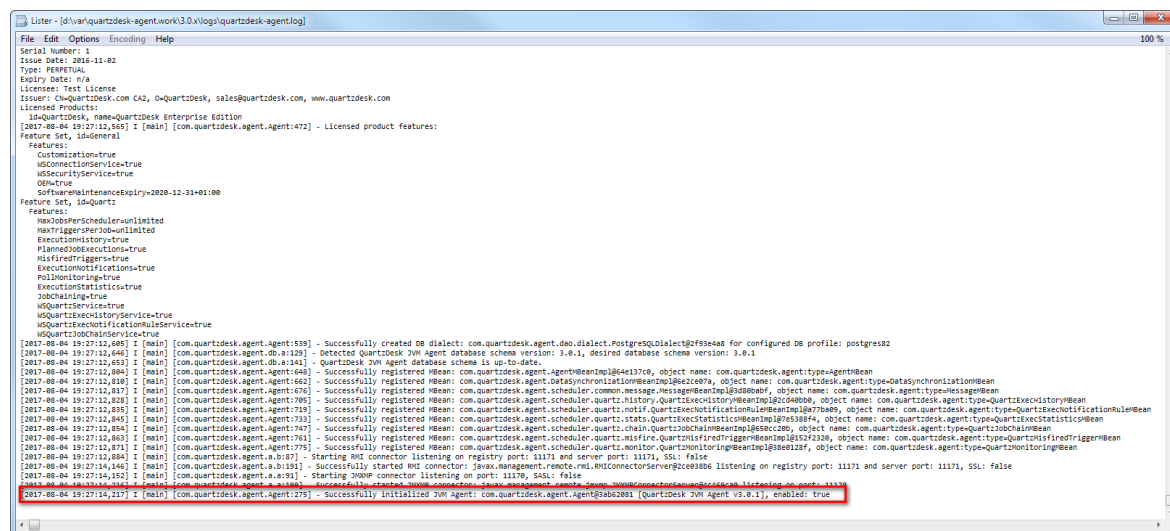 Lister - [d:\var\quartzdesk-agent.work\3.0.x\logs\quartzdesk-agent.log]
File Edit Options Encoding Help 100 %
Serial Number: 1
Issue Date: 2016-11-02
Type: PERPETUAL
Expiry Date: n/a
Licensee: Test License
Issuer: CN=QuartzDesk.com CA2, O=QuartzDesk, sales@quartzdesk.com, www.quartzdesk.com
Licensed Products:
id=QuartzDesk, name=QuartzDesk Enterprise Edition
[2017-08-04 19:27:12,565] I [main] [com.quartzdesk.agent.Agent:472] - Licensed product features:
Feature Set, id=General
Features:
Customization=true
WSConnectionService=true
WSSecurityService=true
OEM=true
SoftwareMaintenanceExpiry=2020-12-31+01:00
Feature Set, id=Quartz
Features:
MaxJobsPerScheduler=unlimited
MaxTriggersPerJob=unlimited
ExecutionHistory=true
PlannedJobExecutions=true
MisfiredTriggers=true
ExecutionNotifications=true
PollMonitoring=true
ExecutionStatistics=true
JobChaining=true
WSQuartzService=true
WSQuartzExecHistoryService=true
WSQuartzExecNotificationRuleService=true
WSQuartzJobChainService=true
[2017-08-04 19:27:12,605] I [main] [com.quartzdesk.agent.Agent:539] - Successfully created DB dialect: com.quartzdesk.agent.dao.dialect.PostgreSQLDialect@2f93e4a8 for configured DB profile: postgres82
[2017-08-04 19:27:12,646] I [main] [com.quartzdesk.agent.db.a:129] - Detected QuartzDesk JVM Agent database schema version: 3.0.1, desired database schema version: 3.0.1
[2017-08-04 19:27:12,653] I [main] [com.quartzdesk.agent.db.a:141] - QuartzDesk JVM Agent database schema is up-to-date.
[2017-08-04 19:27:12,804] I [main] [com.quartzdesk.agent.Agent:648] - Successfully registered MBean: com.quartzdesk.agent.AgentMBeanImpl@64e137c0, object name: com.quartzdesk.agent:type=AgentMBean
[2017-08-04 19:27:12,810] I [main] [com.quartzdesk.agent.Agent:662] - Successfully registered MBean: com.quartzdesk.agent.DataSynchronizationMBeanImpl@6e2ce07a, object name: com.quartzdesk.agent:type=DataSynchronizationMBean
[2017-08-04 19:27:12,817] I [main] [com.quartzdesk.agent.Agent:676] - Successfully registered MBean: com.quartzdesk.agent.scheduler.common.message.MessageMBeanImpl@3d80babf, object name: com.quartzdesk.agent:type=MessageMBean
[2017-08-04 19:27:12,828] I [main] [com.quartzdesk.agent.Agent:705] - Successfully registered MBean: com.quartzdesk.agent.scheduler.quartz.history.QuartzExecHistoryMBeanImpl@2cd40bb0, object name: com.quartzdesk.agent:type=QuartzExecHistoryMBean
[2017-08-04 19:27:12,835] I [main] [com.quartzdesk.agent.Agent:719] - Successfully registered MBean: com.quartzdesk.agent.scheduler.quartz.notif.QuartzExecNotificationRuleMBeanImpl@a77ba09, object name: com.quartzdesk.agent:type=QuartzExecNotificationRuleMBean
[2017-08-04 19:27:12,845] I [main] [com.quartzdesk.agent.Agent:733] - Successfully registered MBean: com.quartzdesk.agent.scheduler.quartz.stats.QuartzExecStatisticsMBeanImpl@7e5388f4, object name: com.quartzdesk.agent:type=QuartzExecStatisticsMBean
[2017-08-04 19:27:12,854] I [main] [com.quartzdesk.agent.Agent:747] - Successfully registered MBean: com.quartzdesk.agent.scheduler.quartz.chain.QuartzJobChainMBeanImpl@650cc20b, object name: com.quartzdesk.agent:type=QuartzJobChainMBean
[2017-08-04 19:27:12,863] I [main] [com.quartzdesk.agent.Agent:761] - Successfully registered MBean: com.quartzdesk.agent.scheduler.quartz.misfire.QuartzMisfiredTriggerMBeanImpl@152f2320, object name: com.quartzdesk.agent:type=QuartzMisfiredTriggerMBean
[2017-08-04 19:27:12,871] I [main] [com.quartzdesk.agent.Agent:775] - Successfully registered MBean: com.quartzdesk.agent.scheduler.quartz.monitor.QuartzMonitoringMBeanImpl@38e0128f, object name: com.quartzdesk.agent:type=QuartzMonitoringMBean
[2017-08-04 19:27:12,884] I [main] [com.quartzdesk.agent.a.b:87] - Starting RMI connector listening on registry port: 11171 and server port: 11171, SSL: false
[2017-08-04 19:27:14,146] I [main] [com.quartzdesk.agent.a.b:191] - Successfully started RMI connector: javax.management.remote.rmi.RMIConnectorServer@2ce038b6 listening on registry port: 11171 and server port: 11171, SSL: false
[2017-08-04 19:27:14,152] I [main] [com.quartzdesk.agent.a.a:91] - Starting JMXMP connector listening on port: 11170, SASL: false
[2017-08-04 19:27:14,216] I [main] [com.quartzdesk.agent.a.a:199] - Successfully started JMXMP connector: javax.management.remote.jmxmp.JMXMPConnectorServer@4c469ca0 listening on port: 11170
[2017-08-04 19:27:14,217] I [main] [com.quartzdesk.agent.Agent:275] - Successfully initialized JVM Agent: com.quartzdesk.agent.Agent@3ab62081 [QuartzDesk JVM Agent v3.0.1], enabled: true